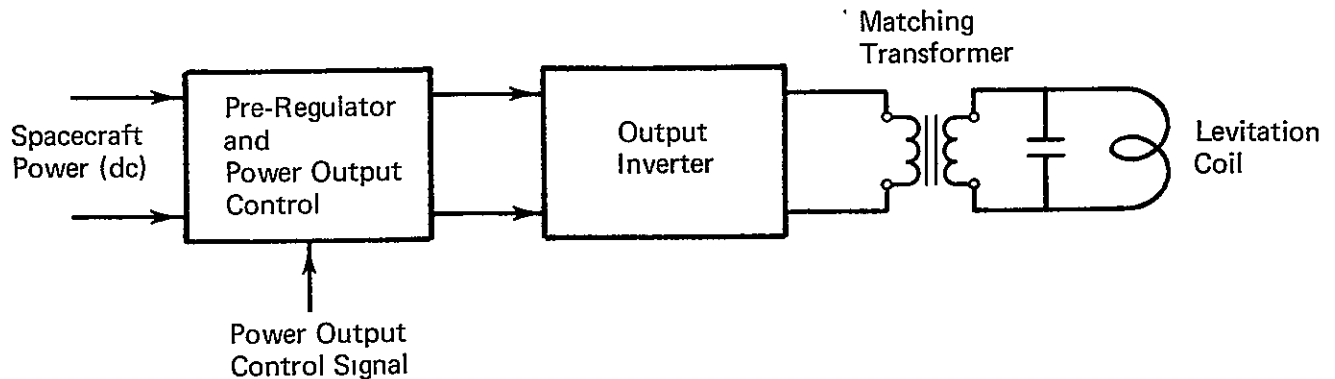 Matching
Transformer
Spacecraft
Power (dc)
Pre-Regulator
and
Power Output
Control
Output
Inverter
Levitation
Coil
Power Output
Control Signal